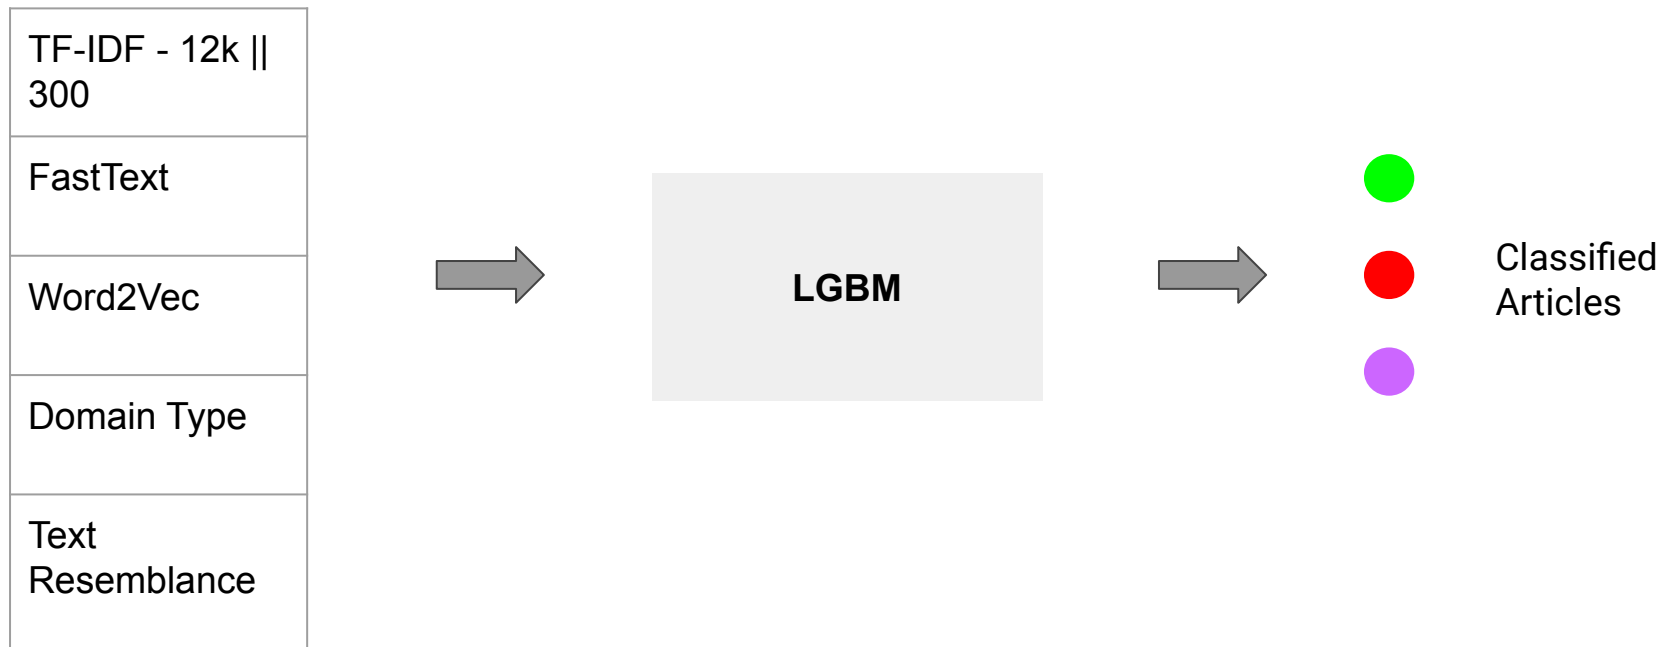 TF-IDF - 12k ||
300
FastText
Word2Vec
Domain Type
Text
Resemblance
LGBM
Classified
Articles